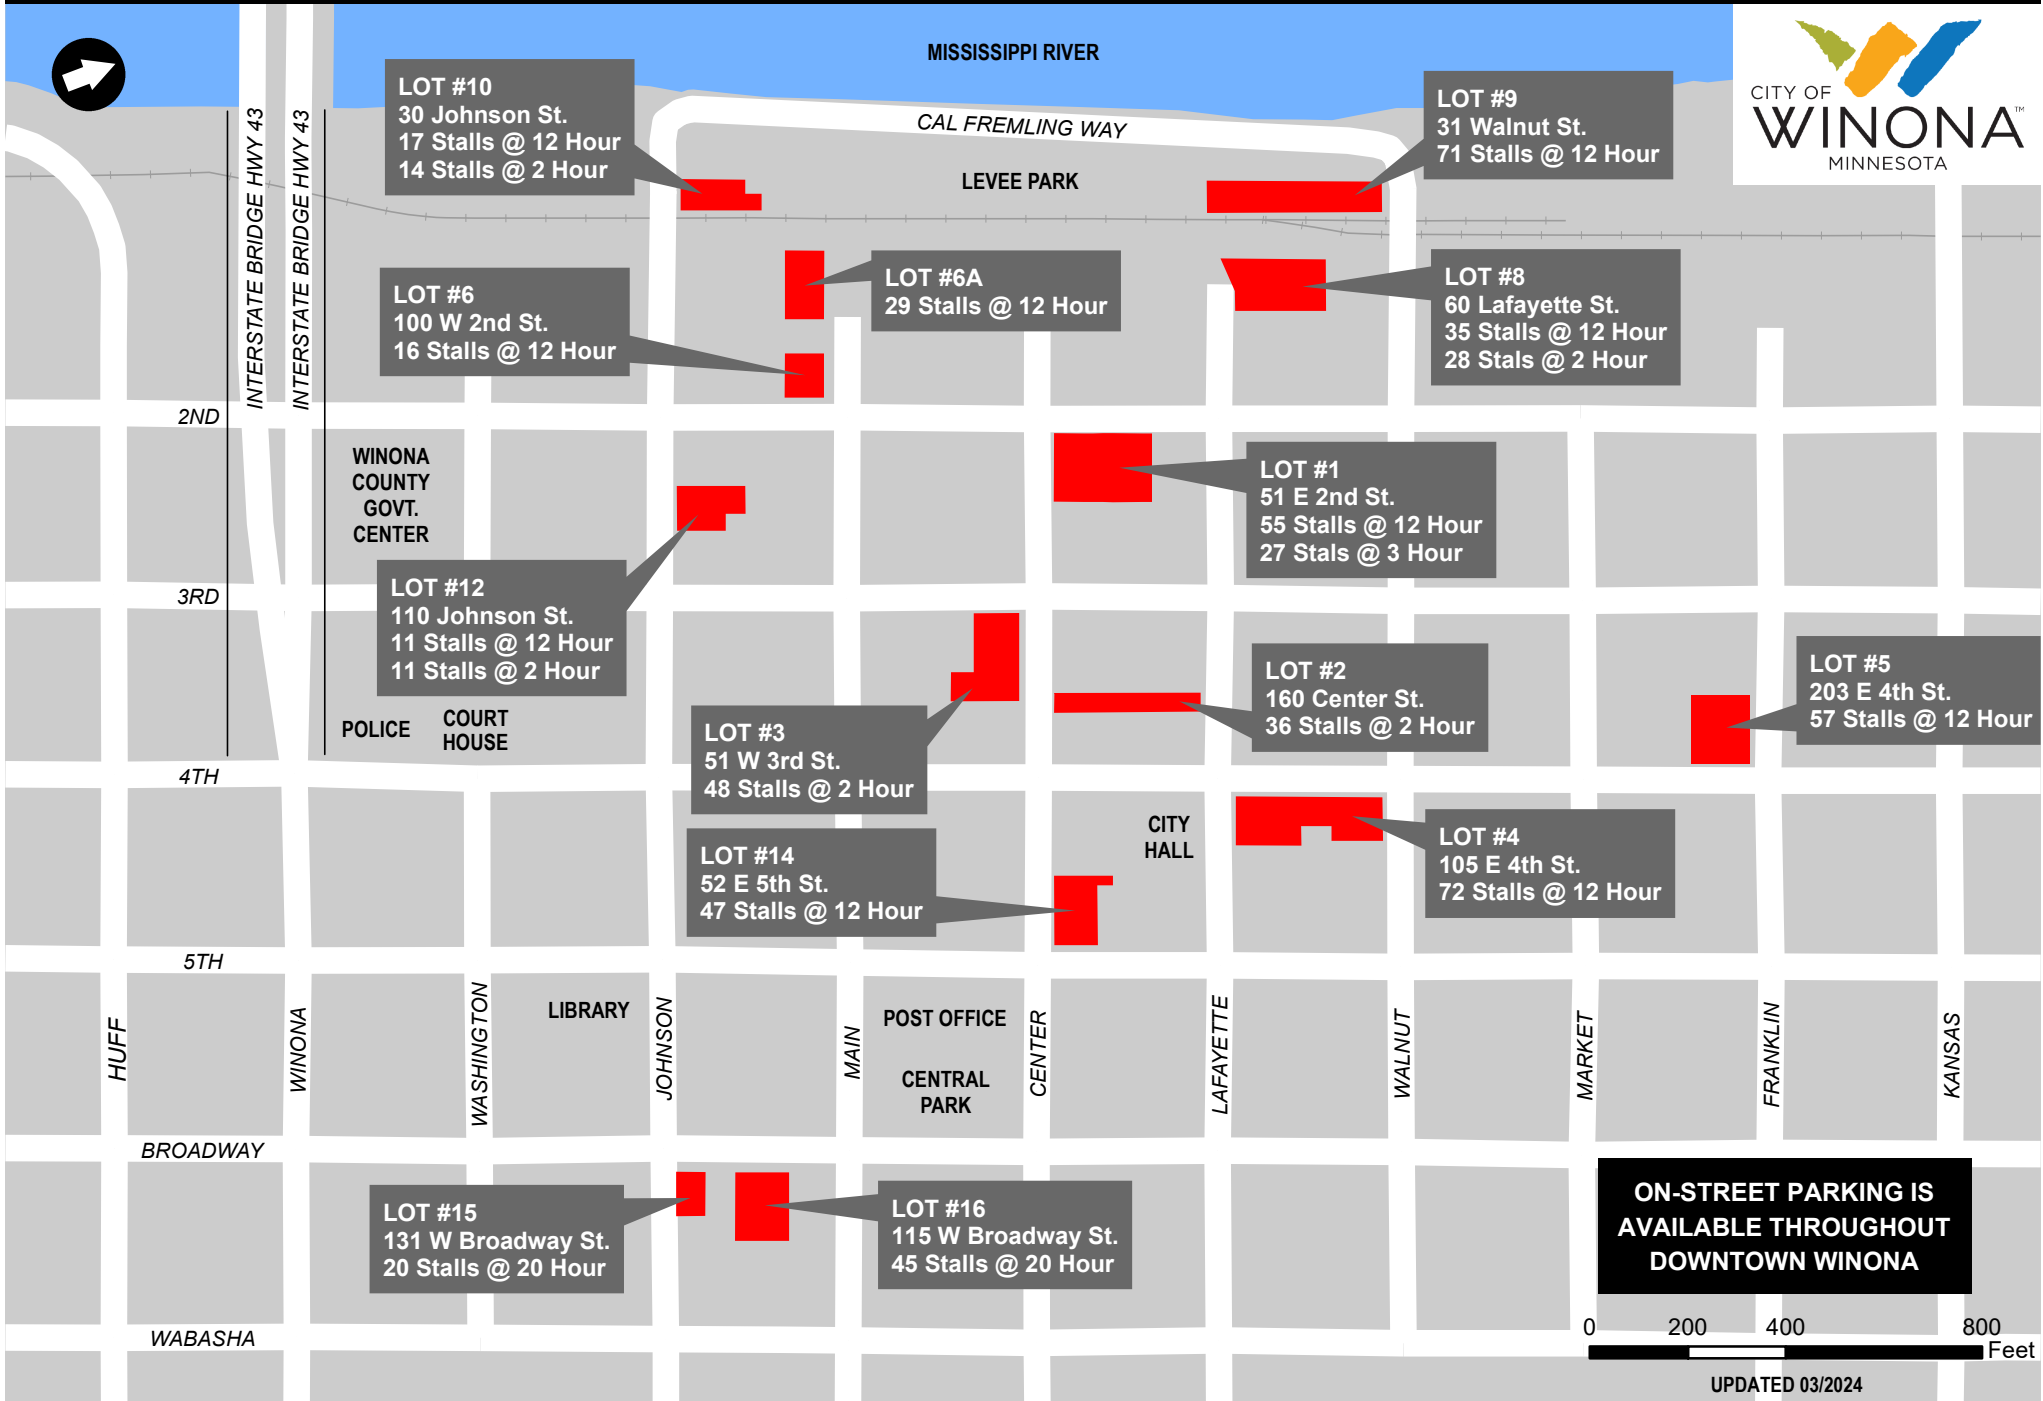 MISSISSIPPI RIVER
CITY OF
WINONA™
MINNESOTA
LOT #10
30 Johnson St.
17 Stalls @ 12 Hour
14 Stalls @ 2 Hour
CAL FREMLING WAY
LEVEE PARK
LOT #9
31 Walnut St.
71 Stalls @ 12 Hour
INTERSTATE BRIDGE HWY 43
INTERSTATE BRIDGE HWY 43
LOT #6
100 W 2nd St.
16 Stalls @ 12 Hour
LOT #6A
29 Stalls @ 12 Hour
LOT #8
60 Lafayette St.
35 Stalls @ 12 Hour
28 Stals @ 2 Hour
2ND
WINONA
COUNTY
GOVT.
CENTER
LOT #1
51 E 2nd St.
55 Stalls @ 12 Hour
27 Stals @ 3 Hour
3RD
LOT #12
110 Johnson St.
11 Stalls @ 12 Hour
11 Stalls @ 2 Hour
LOT #2
160 Center St.
36 Stalls @ 2 Hour
LOT #5
203 E 4th St.
57 Stalls @ 12 Hour
POLICE
COURT
HOUSE
LOT #3
51 W 3rd St.
48 Stalls @ 2 Hour
4TH
CITY
HALL
LOT #4
105 E 4th St.
72 Stalls @ 12 Hour
LOT #14
52 E 5th St.
47 Stalls @ 12 Hour
5TH
HUFF
WINONA
WASHINGTON
LIBRARY
JOHNSON
MAIN
POST OFFICE
CENTRAL
PARK
CENTER
LAFAYETTE
WALNUT
MARKET
FRANKLIN
KANSAS
BROADWAY
LOT #15
131 W Broadway St.
20 Stalls @ 20 Hour
LOT #16
115 W Broadway St.
45 Stalls @ 20 Hour
ON-STREET PARKING IS
AVAILABLE THROUGHOUT
DOWNTOWN WINONA
WABASHA
0 200 400 800
Feet
UPDATED 03/2024